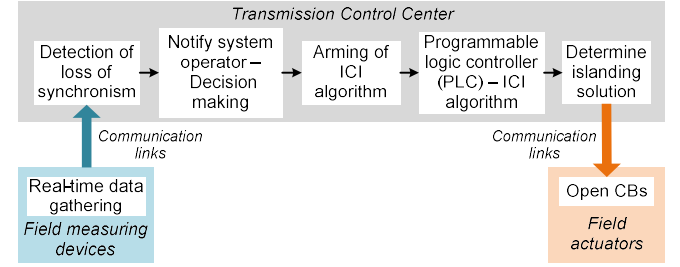 Transmission Control Center
Detection of
loss of
synchronism
Notify system
operator – 
Decision
making
Arming of
ICI
algorithm
Programmable
logic controller
(PLC) – ICI
algorithm
Determine
islanding
solution
Communication
links
Communication
links
Real-time data
gathering
Field measuring
devices
Open CBs
Field
actuators